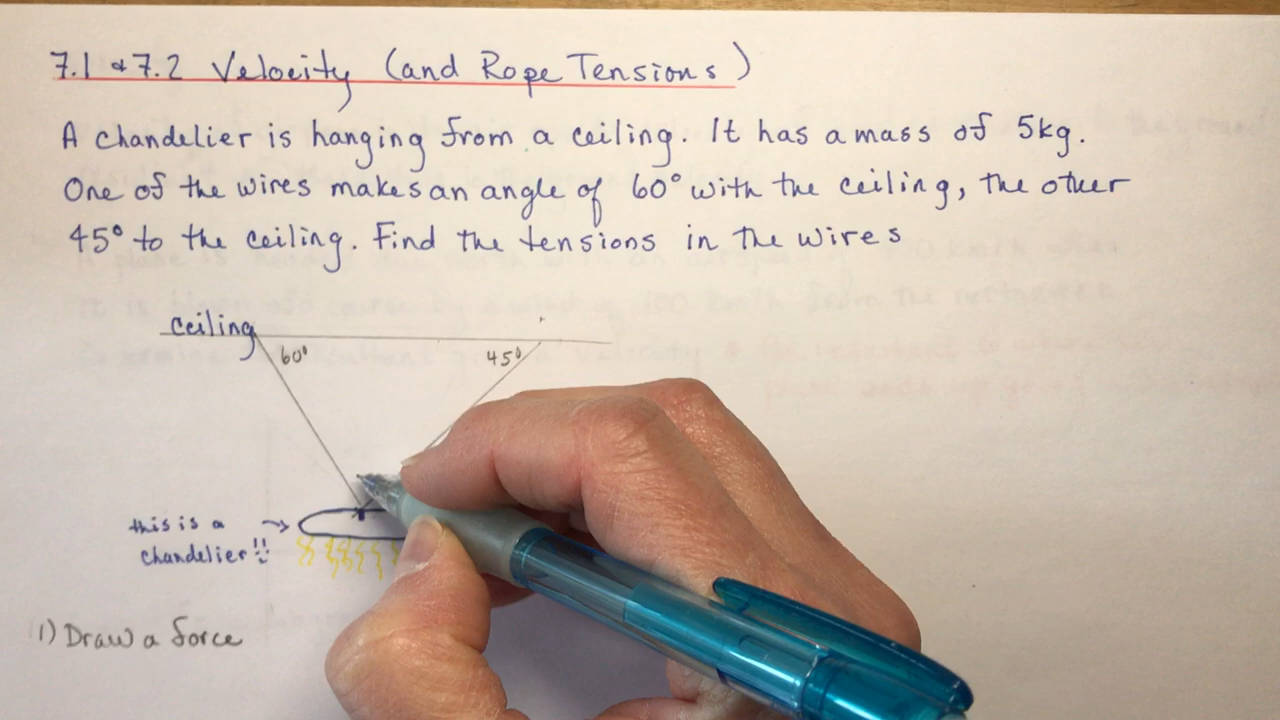 7.1 & 7.2 Velocity (and Rope Tensions)
A chandelier is hanging from a ceiling. It has a mass of 5kg.
One of the wires makes an angle of 60° with the ceiling, the other
45° to the ceiling. Find the tensions in the wires
ceiling
60° 45°
this is a
chandelier!!
1) Draw a force